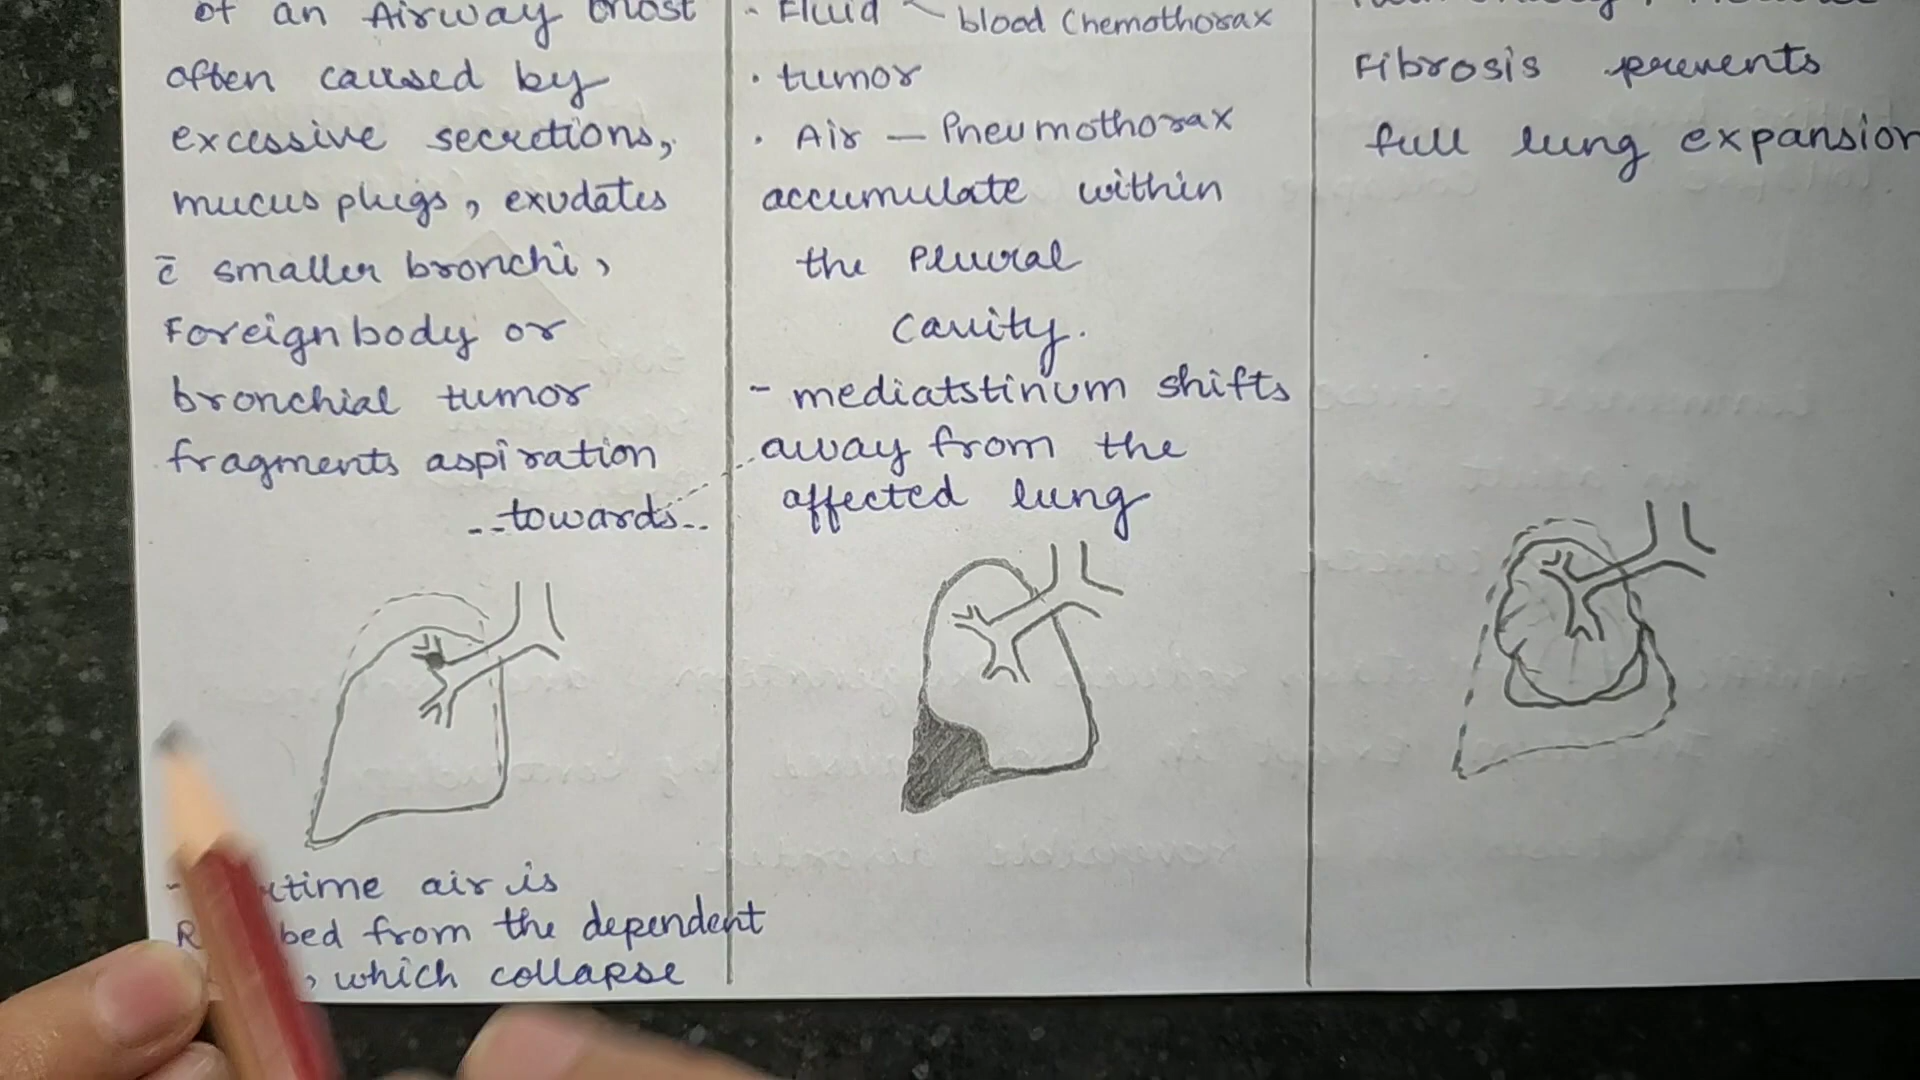 of an Airway most
often caused by
excessive secretions,
mucus plugs, exudates
c̄ smaller bronchi,
Foreign body or
bronchial tumor
fragments aspiration
towards
time air is
bed from the dependent
, which collapse
- Fluid
blood (hemothorax
• tumor
• Air — Pneumothorax
accumulate within
the Pleural
cavity.
- mediatstinum shifts
away from the
affected lung
Fibrosis prevents
full lung expansion